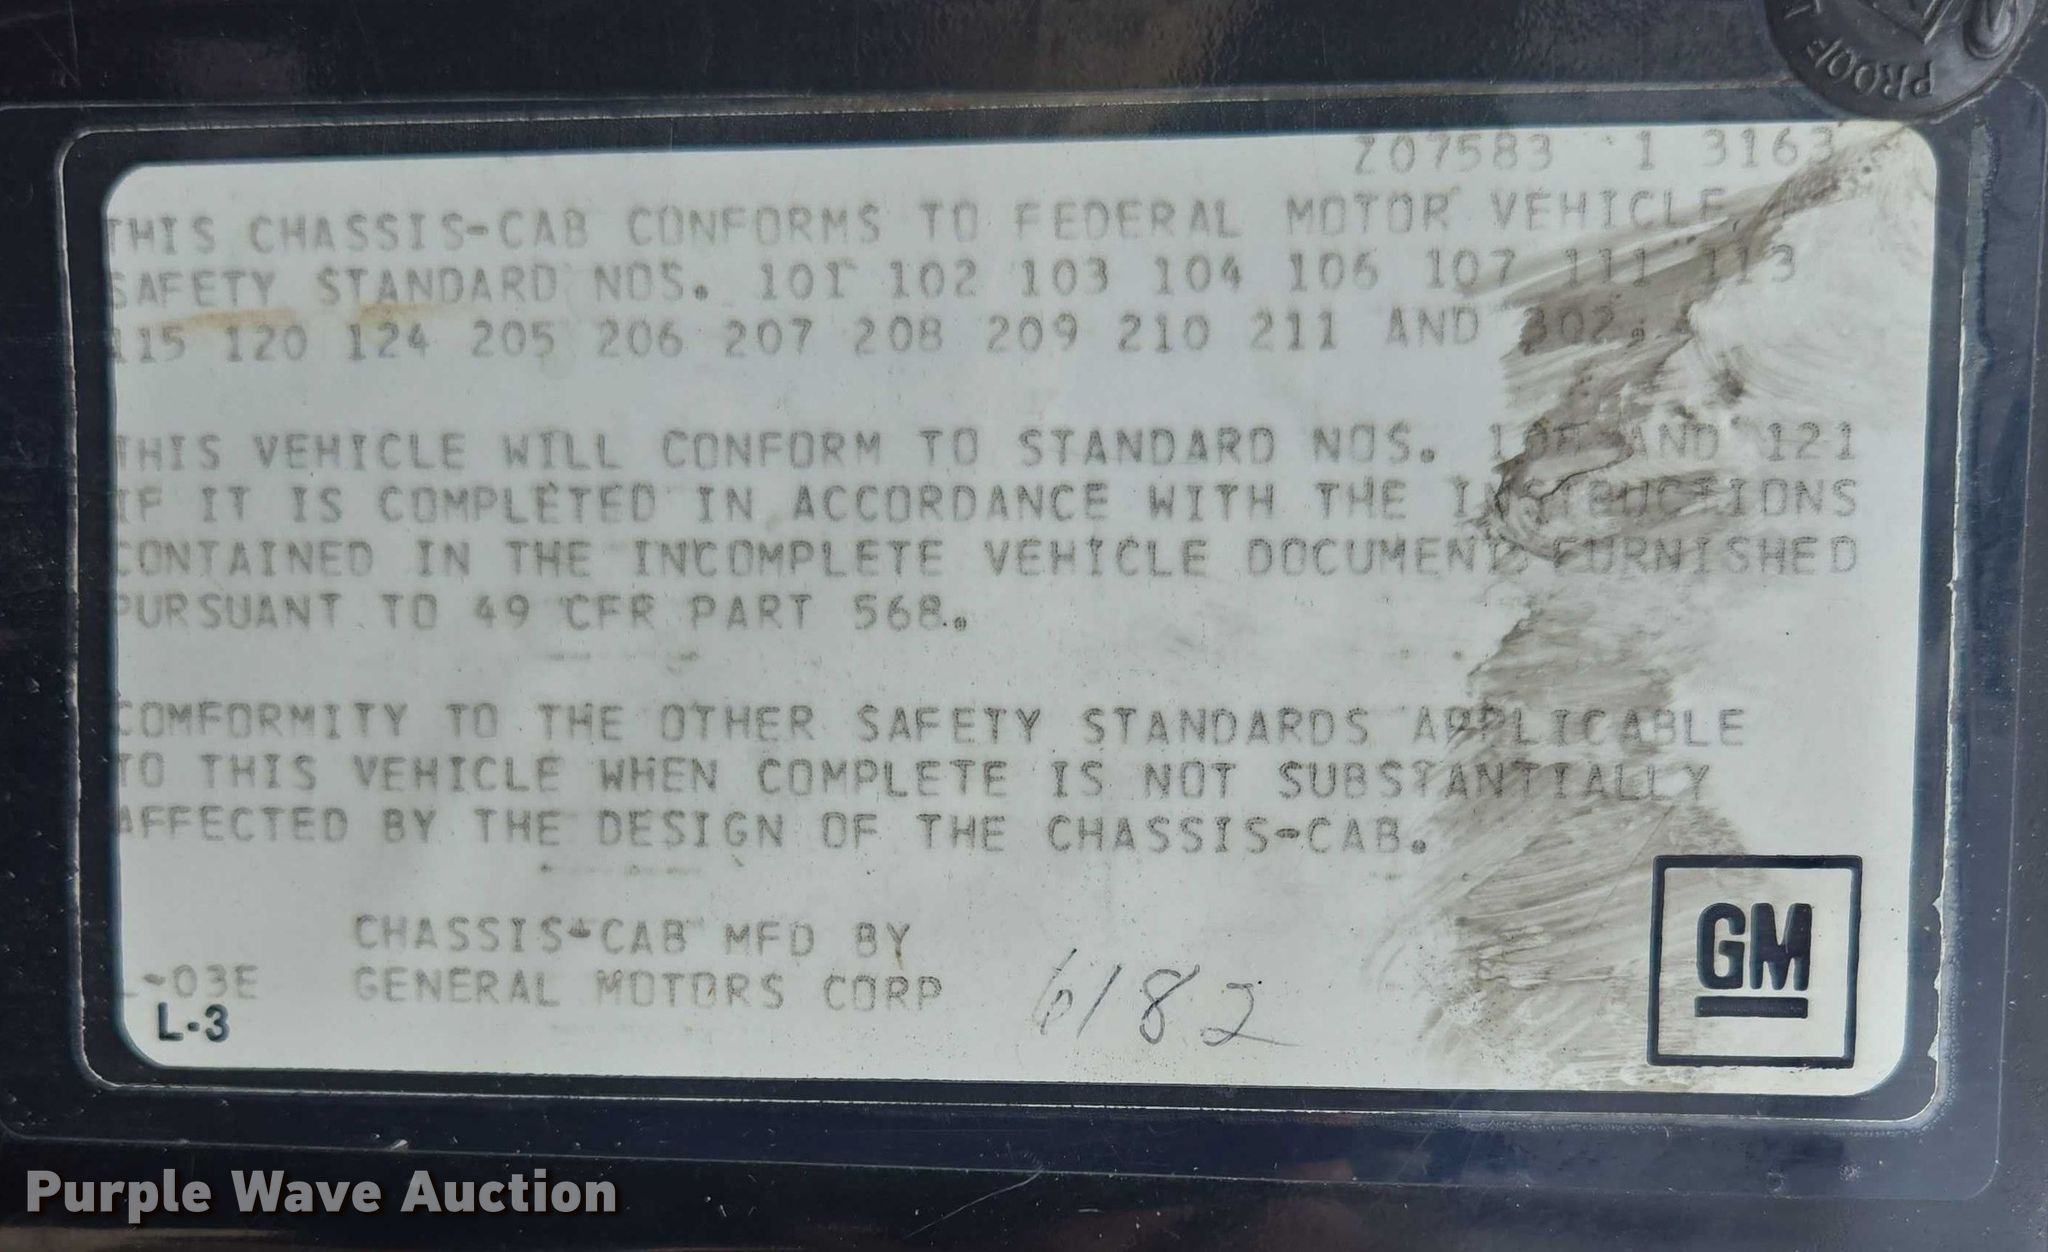 PROOF
Z07583 1 3163
THIS CHASSIS-CAB CONFORMS TO FEDERAL MOTOR VEHICLE
SAFETY STANDARD NOS. 101 102 103 104 106 107 111 113
115 120 124 205 206 207 208 209 210 211 AND 302.
THIS VEHICLE WILL CONFORM TO STANDARD NOS. AND 121
IF IT IS COMPLETED IN ACCORDANCE WITH THE INSTRUCTIONS
CONTAINED IN THE INCOMPLETE VEHICLE DOCUMENT FURNISHED
PURSUANT TO 49 CFR PART 568.
COMFORMITY TO THE OTHER SAFETY STANDARDS APPLICABLE
TO THIS VEHICLE WHEN COMPLETE IS NOT SUBSTANTIALLY
AFFECTED BY THE DESIGN OF THE CHASSIS-CAB.
CHASSIS-CAB MFD BY
L-03E GENERAL MOTORS CORP
L-3
6182
GM
Purple Wave Auction